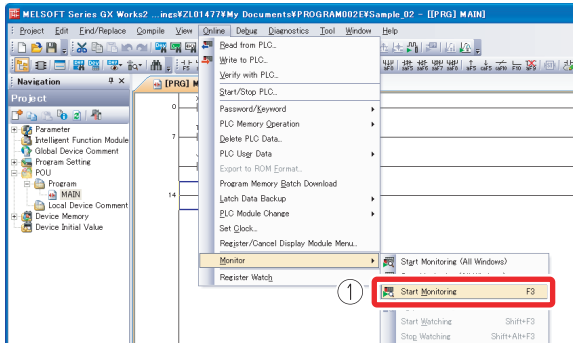 MELSOFT Series GX Works2 ...ings¥ZL01477¥My Documents¥PROGRAM002E¥Sample_02 - [[PRG] MAIN]
Project Edit Find/Replace Compile View Online Debug Diagnostics Tool Window Help
Navigation
[PRG] M
Project
Parameter
Intelligent Function Module
Global Device Comment
Program Setting
POU
Program
MAIN
Local Device Comment
Device Memory
Device Initial Value
0
7
14
Read from PLC...
Write to PLC...
Verify with PLC...
Start/Stop PLC...
Password/Keyword
PLC Memory Operation
Delete PLC Data...
PLC User Data
Export to ROM Format...
Program Memory Batch Download
Latch Data Backup
PLC Module Change
Set Clock...
Register/Cancel Display Module Menu...
Monitor
Register Watch
Start Monitoring (All Windows)
1
Start Monitoring F3
Start Watching Shift+F3
Stop Watching Shift+Alt+F3